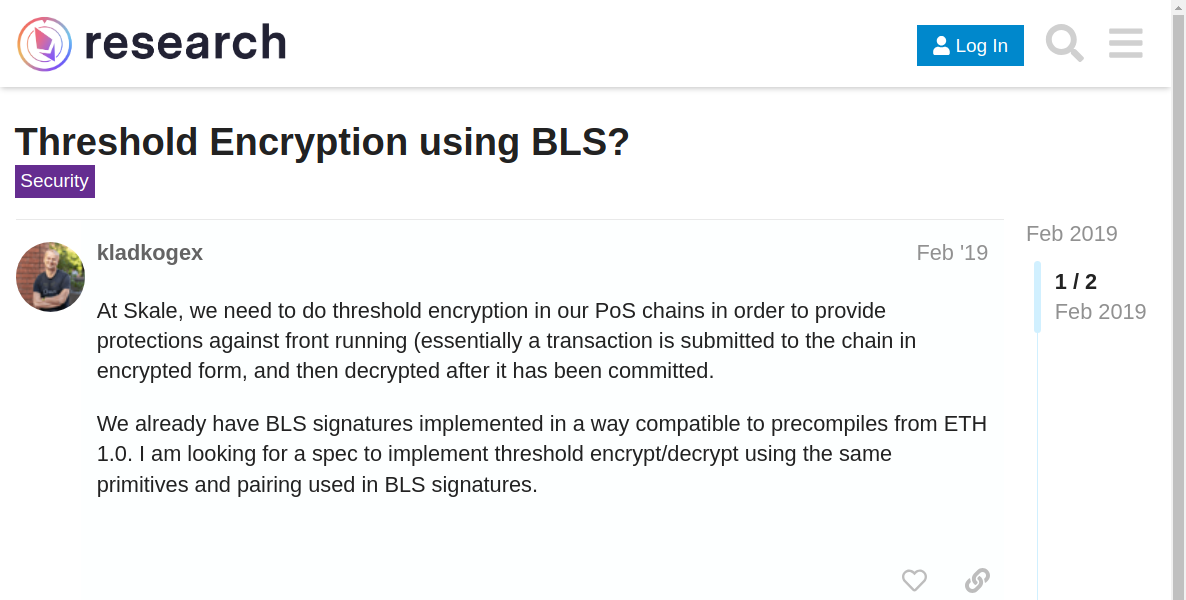 research
Log In
Threshold Encryption using BLS?
Security
kladkogex
Feb '19
At Skale, we need to do threshold encryption in our PoS chains in order to provide
protections against front running (essentially a transaction is submitted to the chain in
encrypted form, and then decrypted after it has been committed.
We already have BLS signatures implemented in a way compatible to precompiles from ETH
1.0. I am looking for a spec to implement threshold encrypt/decrypt using the same
primitives and pairing used in BLS signatures.
Feb 2019
1 / 2
Feb 2019